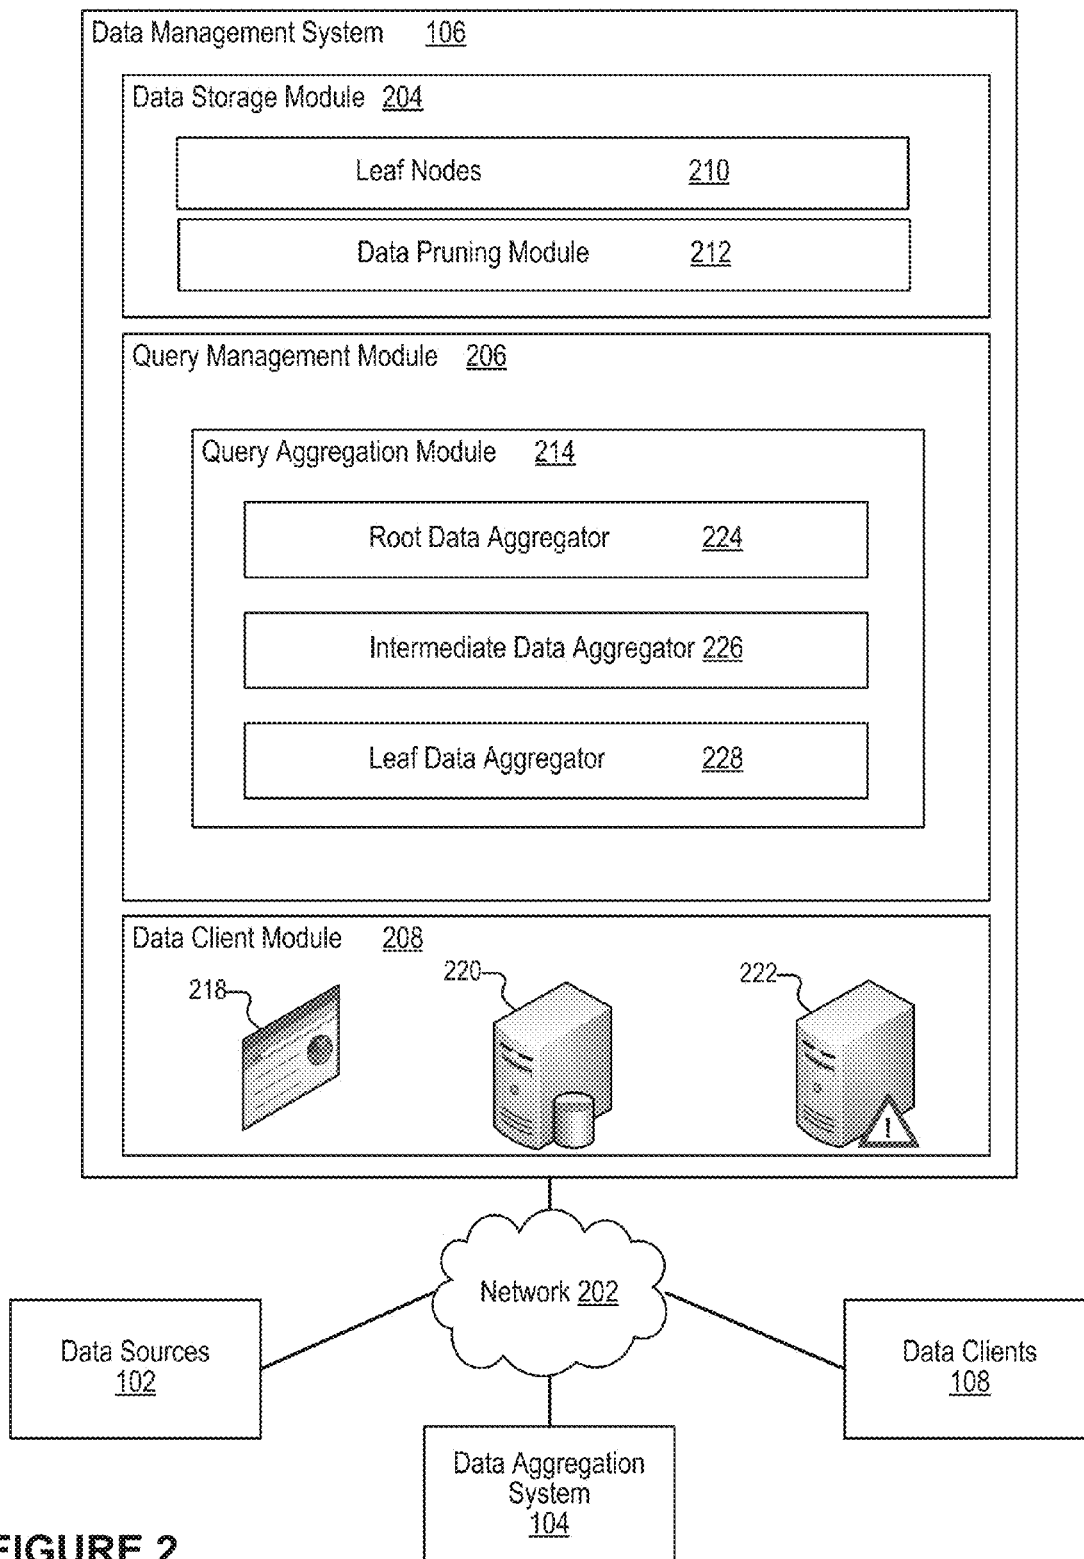 Data Management System 106
Data Storage Module 204
Leaf Nodes 210
Data Pruning Module 212
Query Management Module 206
Query Aggregation Module 214
Root Data Aggregator 224
Intermediate Data Aggregator 226
Leaf Data Aggregator 228
Data Client Module 208
218
220
222
!
Network 202
Data Sources
102
Data Clients
108
Data Aggregation
System
104
FIGURE 2